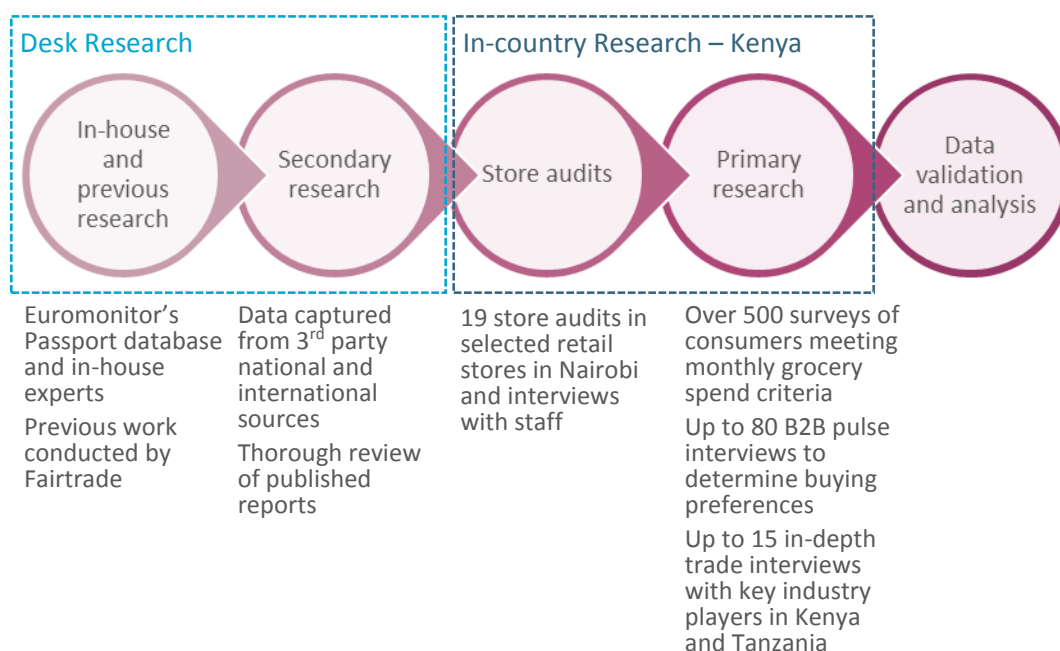 Desk Research
In-country Research – Kenya
In-house
and
previous
research
Secondary
research
Store audits
Primary
research
Data
validation
and analysis
Euromonitor's
Passport database
and in-house
experts
Previous work
conducted by
Fairtrade
Data captured
from 3rd party
national and
international
sources
Thorough review
of published
reports
19 store audits in
selected retail
stores in Nairobi
and interviews
with staff
Over 500 surveys of
consumers meeting
monthly grocery
spend criteria
Up to 80 B2B pulse
interviews to
determine buying
preferences
Up to 15 in-depth
trade interviews
with key industry
players in Kenya
and Tanzania